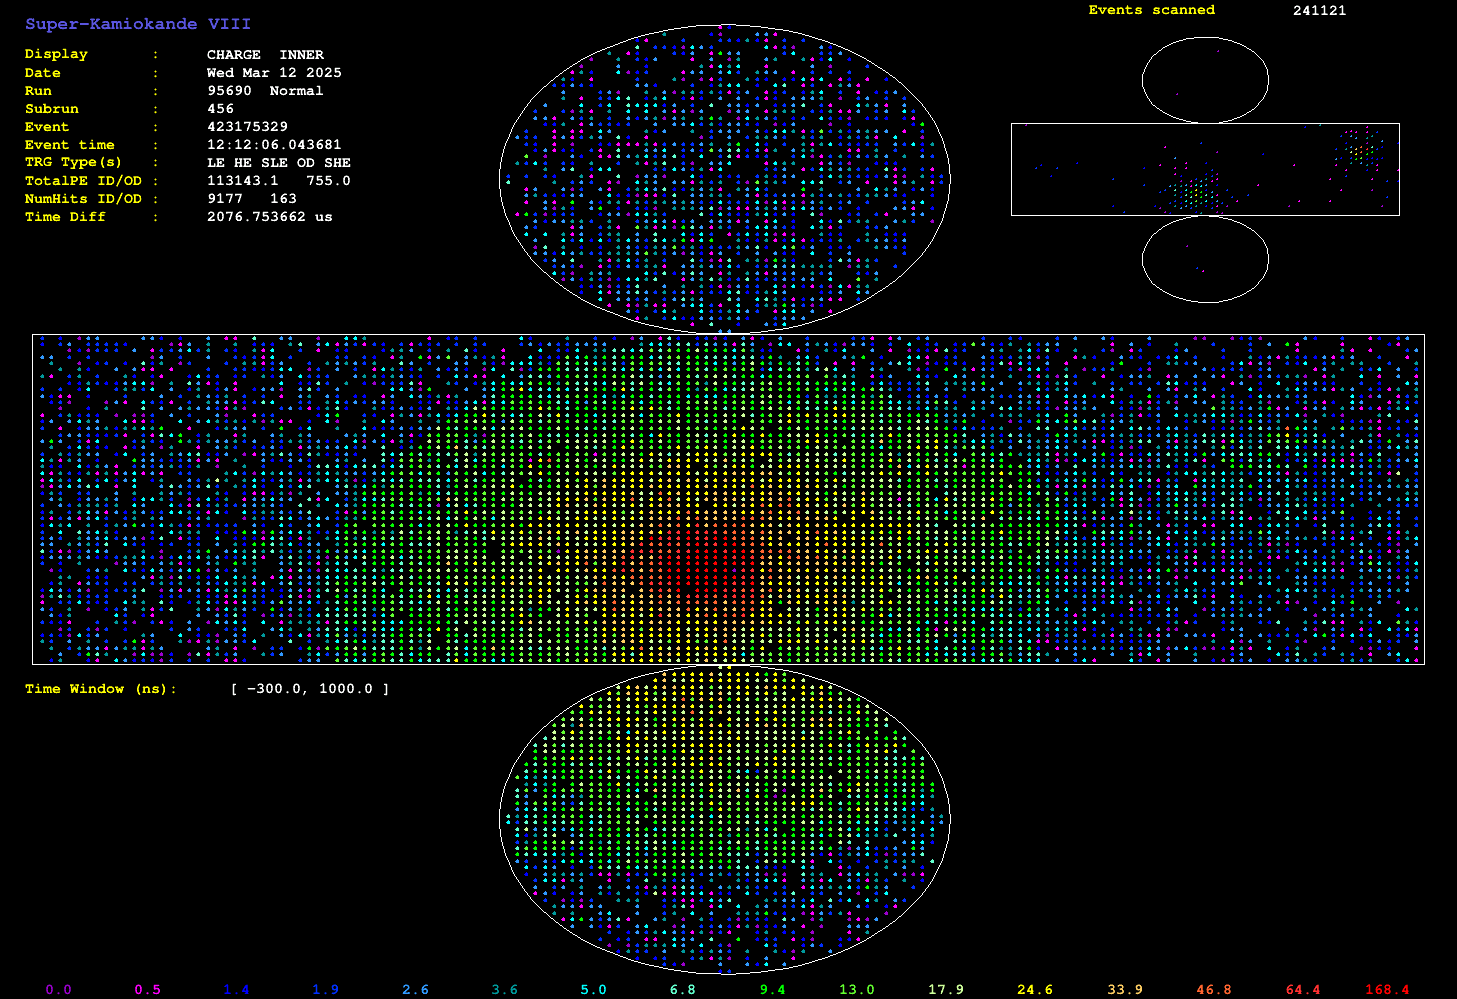 Super-Kamiokande VIII
Events scanned 241121
Display : CHARGE INNER
Date : Wed Mar 12 2025
Run : 95690 Normal
Subrun : 456
Event : 423175329
Event time : 12:12:06.043681
TRG Type(s) : LE HE SLE OD SHE
TotalPE ID/OD : 113143.1 755.0
NumHits ID/OD : 9177 163
Time Diff : 2076.753662 us
Time Window (ns): [ -300.0, 1000.0 ]
0.0 0.5 1.4 1.9 2.6 3.6 5.0 6.8 9.4 13.0 17.9 24.6 33.9 46.8 64.4 168.4